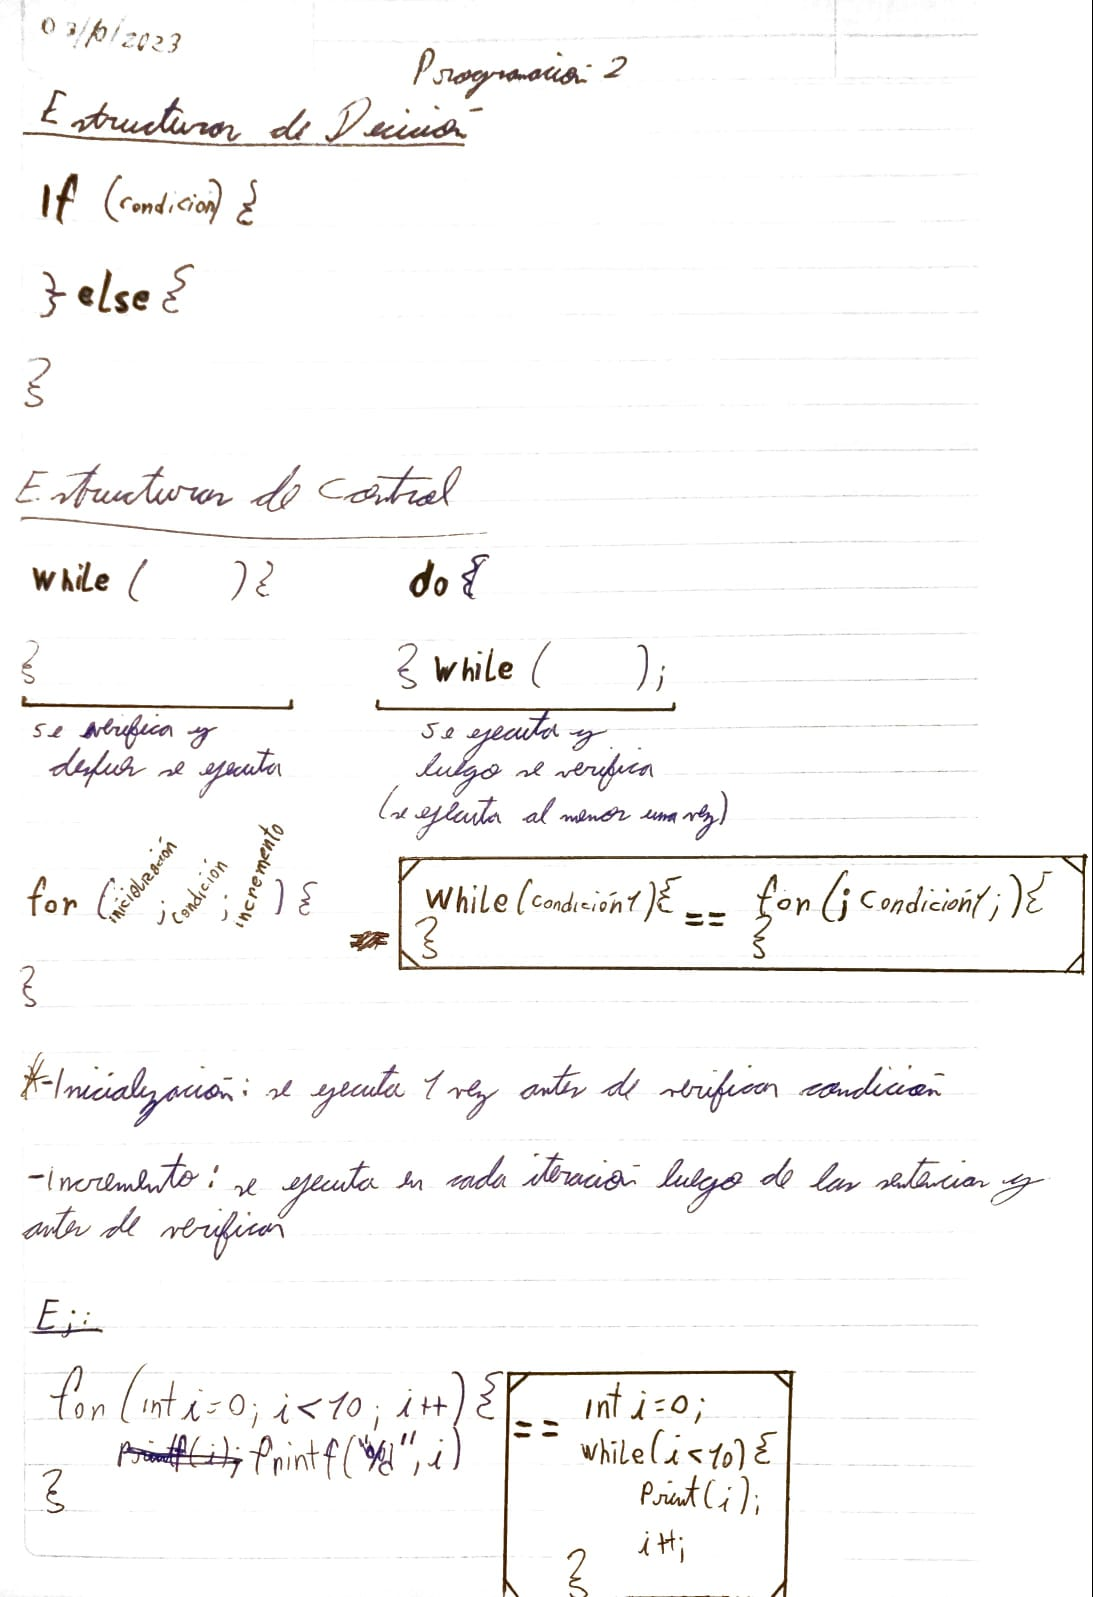 03/10/2023
Programación 2
Estructuras de Decisión
If (condicion) {
} else {
}
Estructuras de Control
while (      ) {
}
se verifica y
despues se ejecuta
do {
} while (      );
se ejecuta y
luego se verifica
(se ejecuta al menos una vez)
for (inicialización ; condición ; incremento) {
}
while (condición1) {
}
==
for (; condición1;) {
}
*-Inicialización: se ejecuta 1 vez antes de verificar condición
-Incremento: se ejecuta en cada iteración luego de las sentencias y
antes de verificar
Ej:
for (int i=0; i<10; i++) {
printf(i); printf("%d", i)
}
==
int i=0;
while (i<10) {
Print(i);
i++;
}